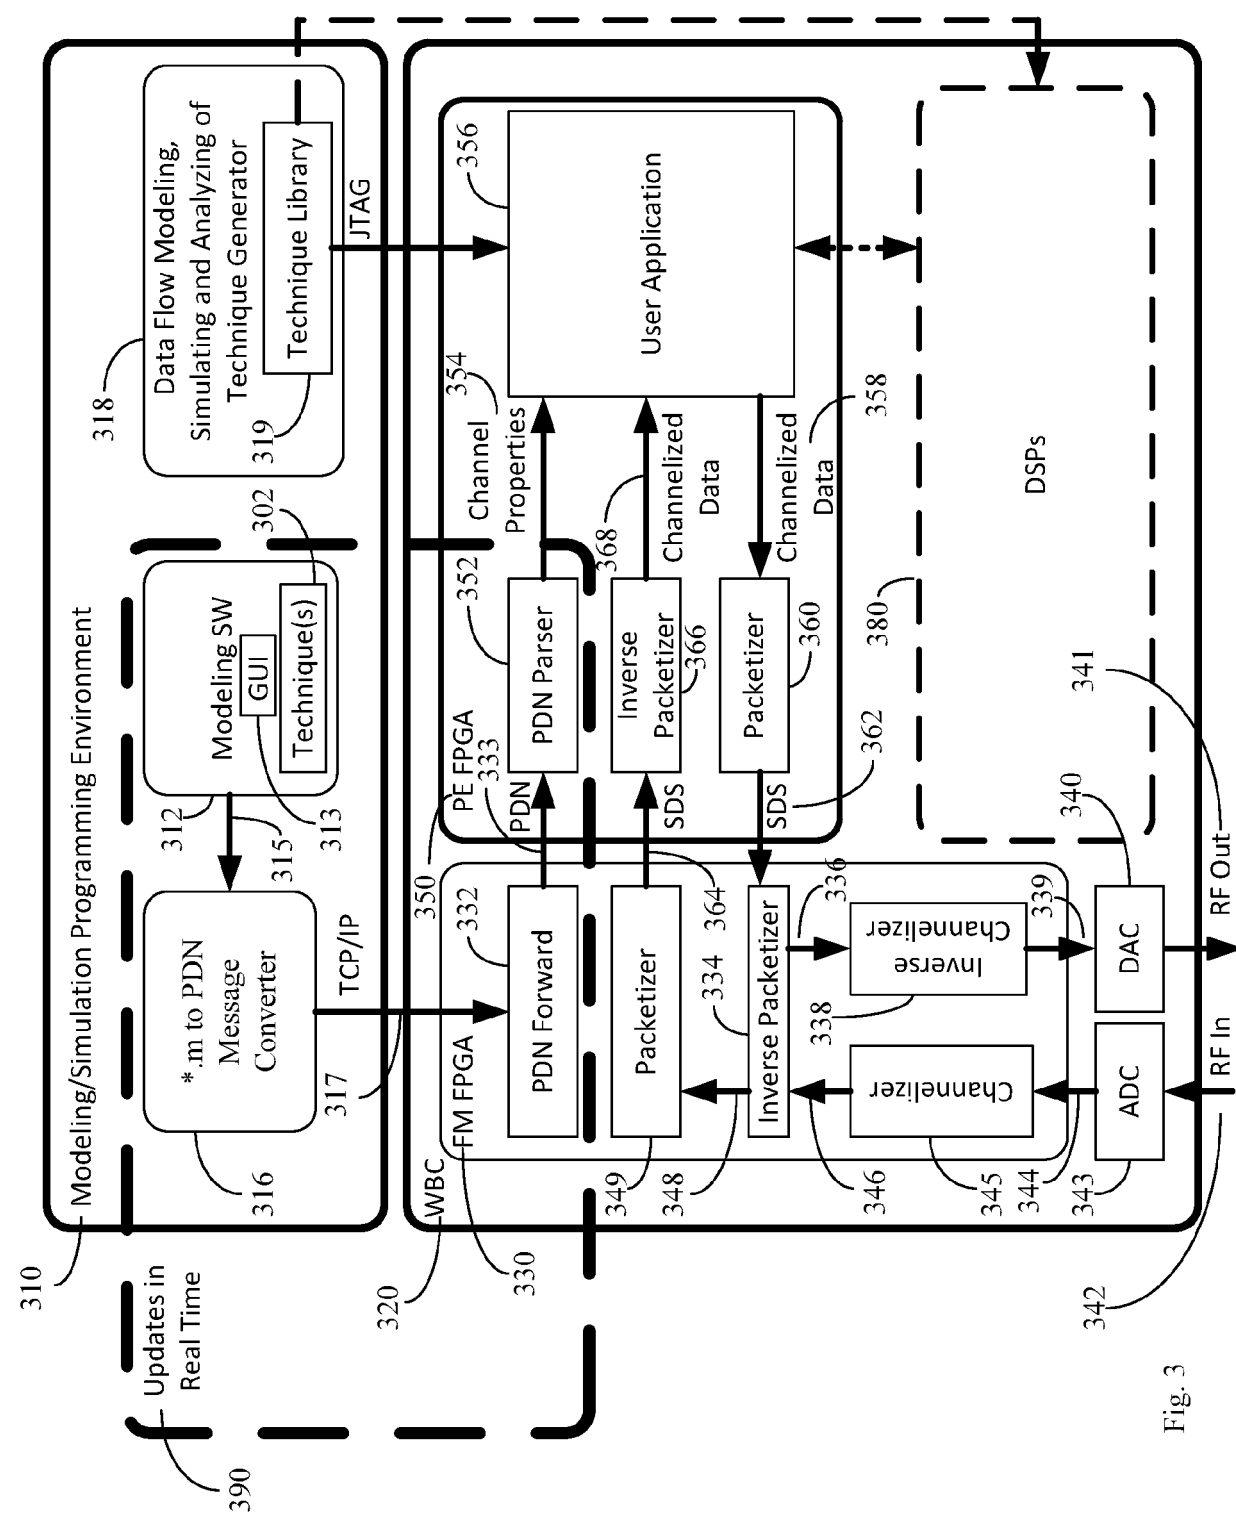 310
Modeling/Simulation Programming Environment
390
Updates in
Real Time
316
*.m to PDN
Message
Converter
312
315
Modeling SW
GUI
313
Technique(s)
302
318
Data Flow Modeling,
Simulating and Analyzing of
Technique Generator
319
Technique Library
317
TCP/IP
JTAG
320
WBC
330
FM FPGA
332
PDN Forward
350
PE FPGA
333
PDN
352
PDN Parser
354
Channel
Properties
356
User Application
349
Packetizer
364
SDS
Inverse
Packetizer
366
368
Channelized
Data
348
334
Inverse Packetizer
362
SDS
Packetizer
360
Channelized
Data
358
346
336
345
Channelizer
338
Inverse
Channelizer
344
339
343
ADC
340
DAC
380
DSPs
342
RF In
341
RF Out
Fig. 3